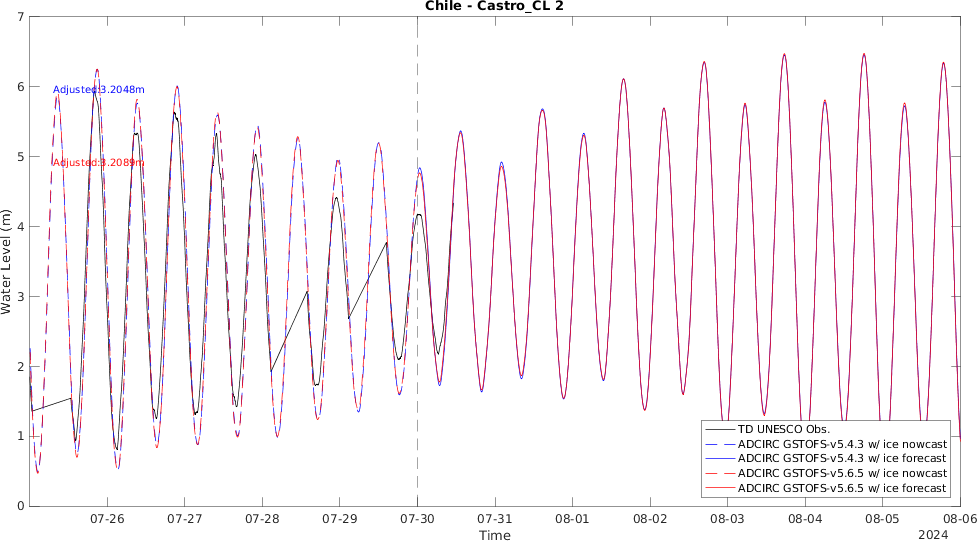 Chile - Castro_CL 2
7
6
5
4
3
2
1
0
Water Level (m)
Adjusted:3.2048m
Adjusted:3.2089m
TD UNESCO Obs.
ADCIRC GSTOFS-v5.4.3 w/ ice nowcast
ADCIRC GSTOFS-v5.4.3 w/ ice forecast
ADCIRC GSTOFS-v5.6.5 w/ ice nowcast
ADCIRC GSTOFS-v5.6.5 w/ ice forecast
07-26 07-27 07-28 07-29 07-30 07-31 08-01 08-02 08-03 08-04 08-05 08-06
Time
2024